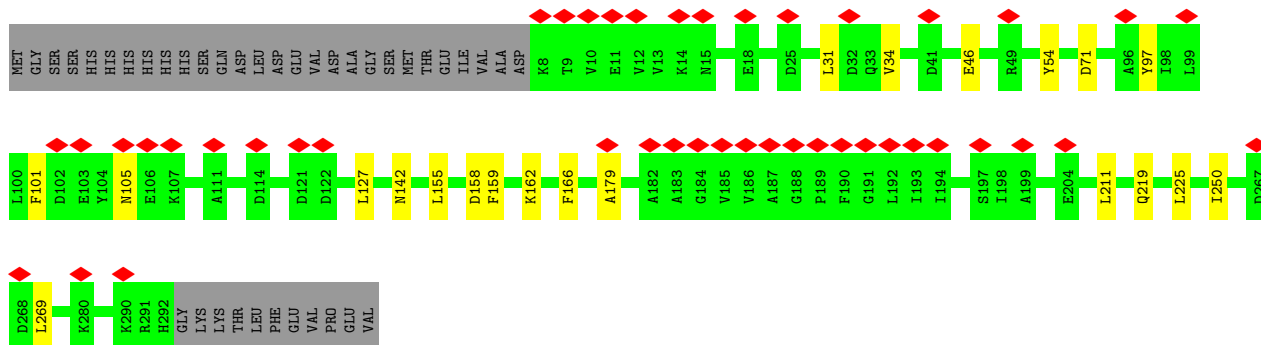 MET GLY SER SER HIS HIS HIS HIS HIS HIS SER GLN ASP LEU ASP GLU VAL ASP ALA GLY SER MET THR GLU ILE VAL ALA ASP K8 T9 V10 E11 V12 V13 K14 N15 E18 D25 L31 D32 Q33 V34 D41 E46 R49 Y54 D71 A96 Y97 I98 L99
L100 F101 D102 E103 Y104 N105 E106 K107 A111 D114 D121 D122 L127 N142 L155 D158 F159 K162 F166 A179 A182 A183 G184 V185 V186 A187 G188 P189 F190 G191 L192 I193 I194 S197 I198 A199 E204 L211 Q219 L225 I250 D267
D268 L269 K280 K290 R291 H292 GLY LYS LYS THR LEU PHE GLU VAL PRO GLU VAL